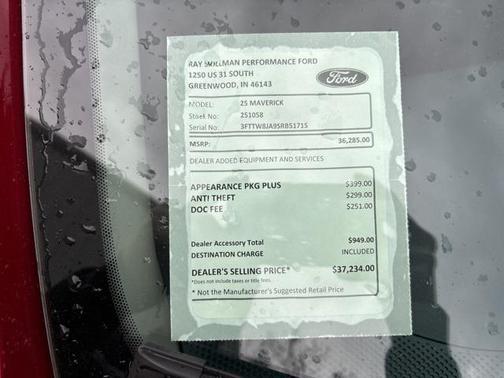 RAY SKILLMAN PERFORMANCE FORD
1250 US 31 SOUTH
GREENWOOD, IN 46143
Ford
MODEL: 25 MAVERICK
Stock No: 251058
Serial No: 3FTTW8JA9SRB51715
MSRP: 36,285.00
DEALER ADDED EQUIPMENT AND SERVICES
APPEARANCE PKG PLUS $399.00
ANTI THEFT $299.00
DOC FEE $251.00
Dealer Accessory Total $949.00
DESTINATION CHARGE INCLUDED
DEALER'S SELLING PRICE* $37,234.00
*Does not include taxes or title fees.
* Not the Manufacturer's Suggested Retail Price